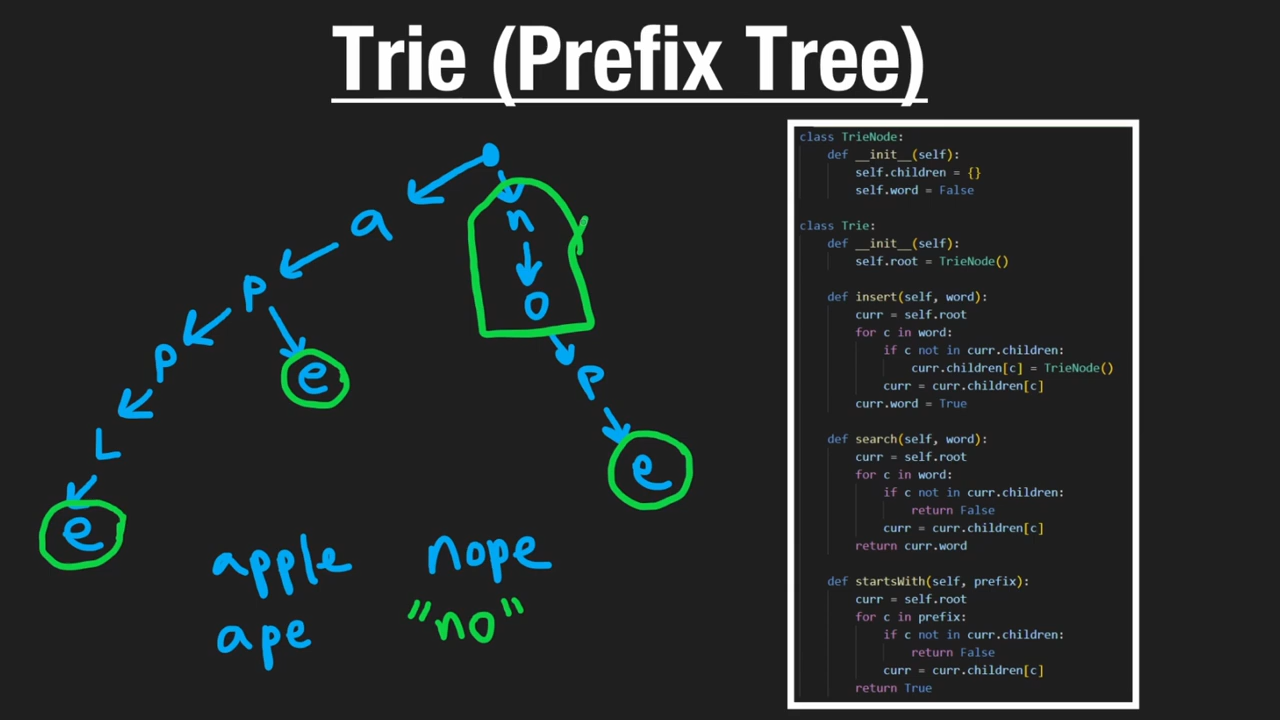 Trie (Prefix Tree)
a
n
p
o
p
e
p
L
e
e
apple
nope
ape
"no"
class TrieNode:
    def __init__(self):
        self.children = {}
        self.word = False
class Trie:
    def __init__(self):
        self.root = TrieNode()
    def insert(self, word):
        curr = self.root
        for c in word:
            if c not in curr.children:
                curr.children[c] = TrieNode()
            curr = curr.children[c]
        curr.word = True
    def search(self, word):
        curr = self.root
        for c in word:
            if c not in curr.children:
                return False
            curr = curr.children[c]
        return curr.word
    def startsWith(self, prefix):
        curr = self.root
        for c in prefix:
            if c not in curr.children:
                return False
            curr = curr.children[c]
        return True